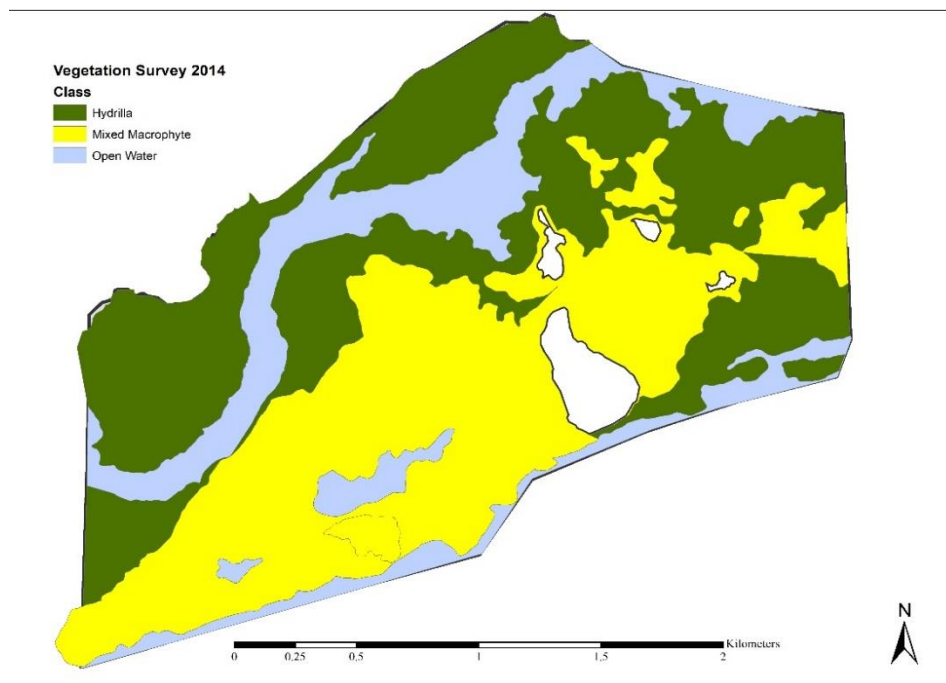 Vegetation Survey 2014
Class
Hydrilla
Mixed Macrophyte
Open Water
N
Kilometers
0 0.25 0.5 1 1.5 2